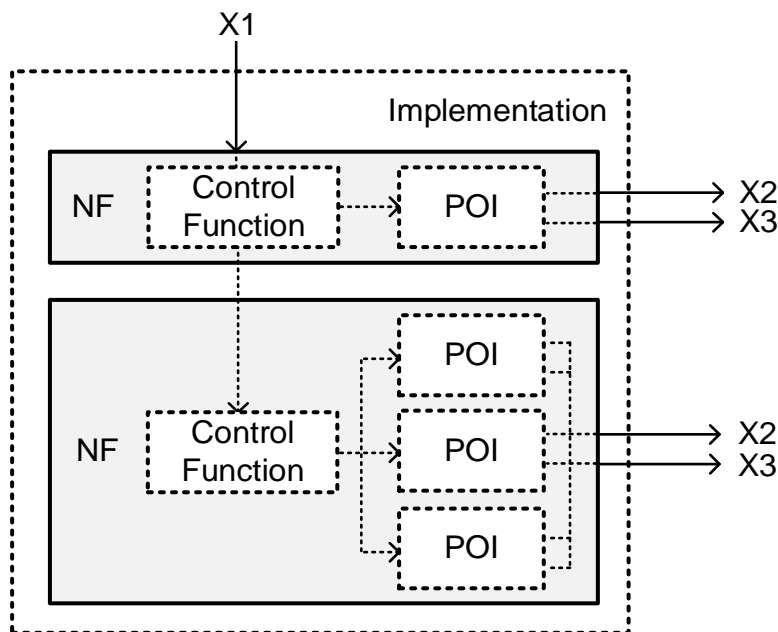 X1
Implementation
NF
Control
Function
POI
X2
X3
POI
NF
Control
Function
POI
X2
X3
POI